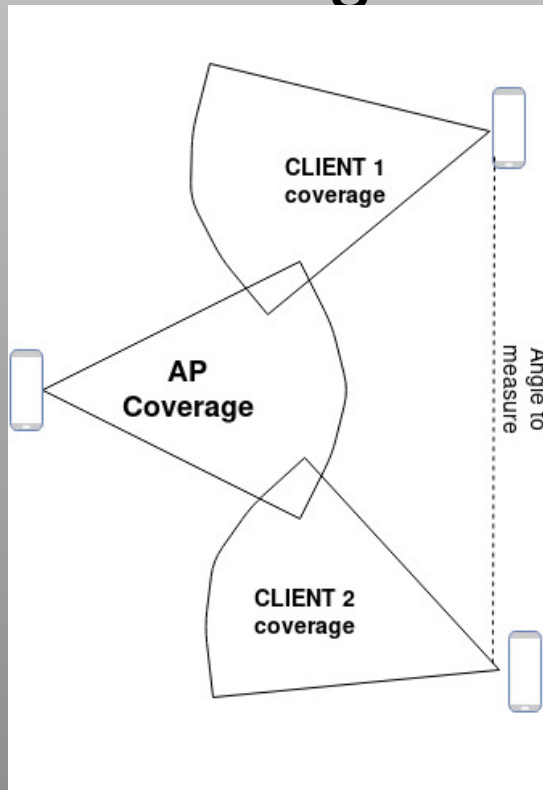 CLIENT 1
coverage
AP
Coverage
Angle to
measure
CLIENT 2
coverage